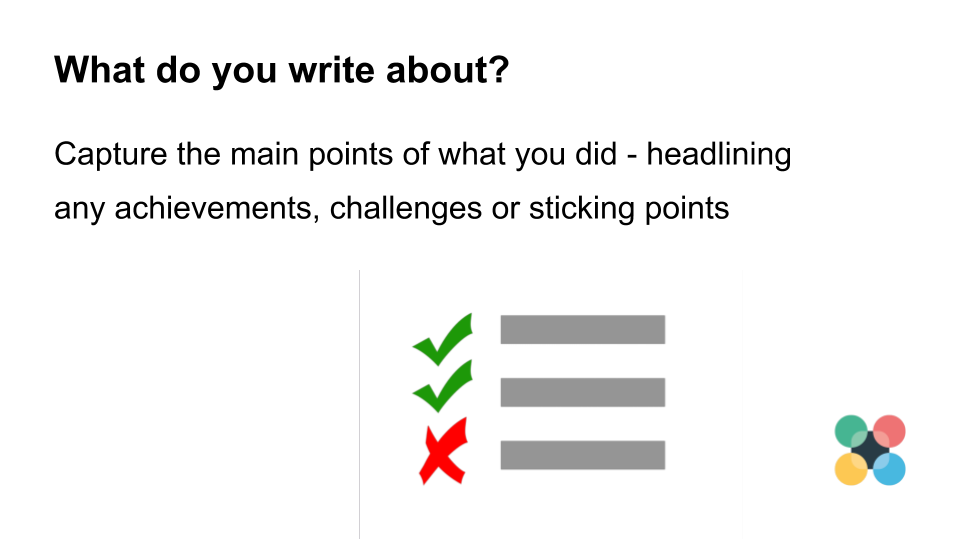 What do you write about?
Capture the main points of what you did - headlining
any achievements, challenges or sticking points